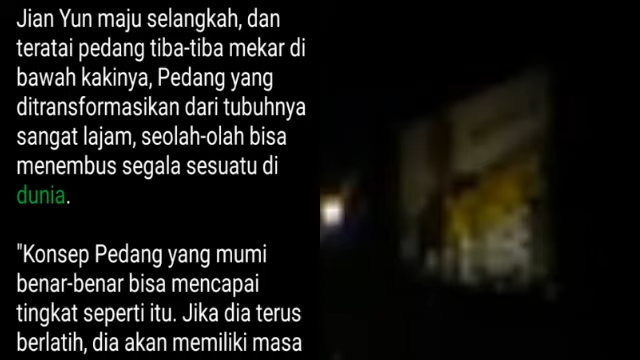 Jian Yun maju selangkah, dan
teratai pedang tiba-tiba mekar di
bawah kakinya, Pedang yang
ditransformasikan dari tubuhnya
sangat lajam, seolah-olah bisa
menembus segala sesuatu di
dunia.
"Konsep Pedang yang mumi
benar-benar bisa mencapai
tingkat seperti itu. Jika dia terus
berlatih, dia akan memiliki masa